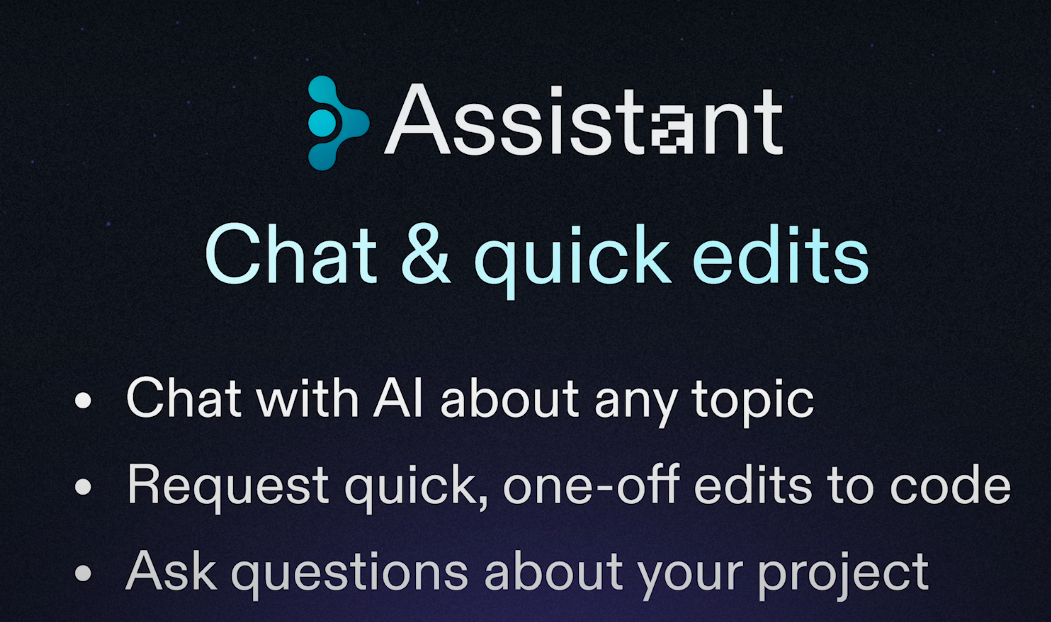 Assistant
Chat & quick edits
• Chat with AI about any topic
• Request quick, one-off edits to code
• Ask questions about your project